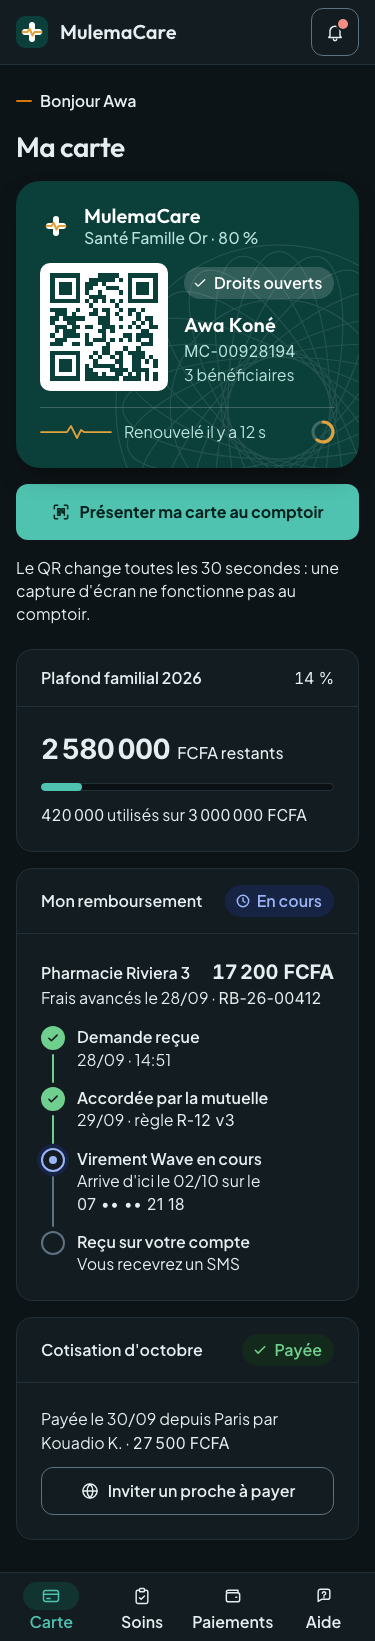 MulemaCare
Bonjour Awa
Ma carte
MulemaCare
Santé Famille Or · 80 %
Droits ouverts
Awa Koné
MC-00928194
3 bénéficiaires
Renouvelé il y a 12 s
Présenter ma carte au comptoir
Le QR change toutes les 30 secondes : une
capture d'écran ne fonctionne pas au
comptoir.
Plafond familial 2026 14 %
2 580 000 FCFA restants
420 000 utilisés sur 3 000 000 FCFA
Mon remboursement En cours
Pharmacie Riviera 3 17 200 FCFA
Frais avancés le 28/09 · RB-26-00412
Demande reçue
28/09 · 14:51
Accordée par la mutuelle
29/09 · règle R-12 v3
Virement Wave en cours
Arrive d'ici le 02/10 sur le
07 •• •• 21 18
Reçu sur votre compte
Vous recevrez un SMS
Cotisation d'octobre Payée
Payée le 30/09 depuis Paris par
Kouadio K. · 27 500 FCFA
Inviter un proche à payer
Carte Soins Paiements Aide